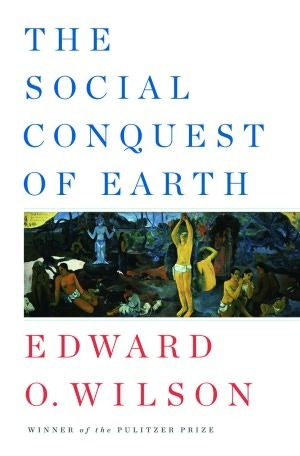 THE
SOCIAL
CONQUEST
OF EARTH
EDWARD
O. WILSON
WINNER of the PULITZER PRIZE